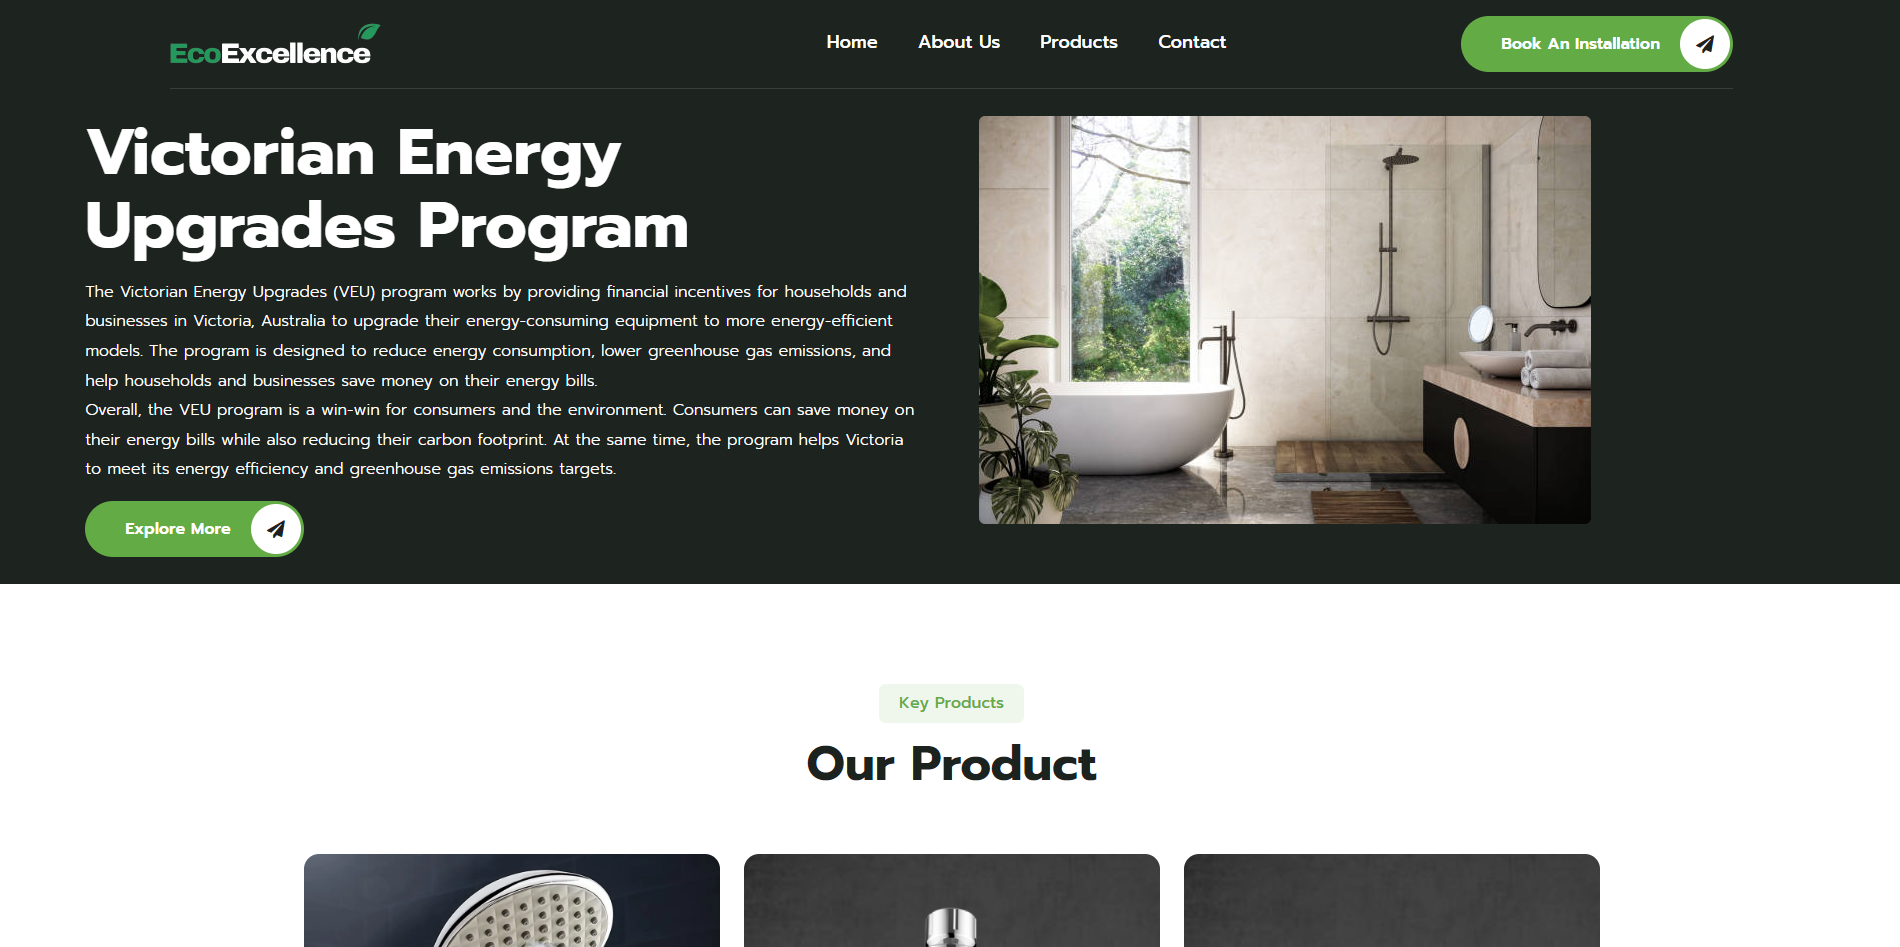 EcoExcellence
Home
About Us
Products
Contact
Book An Installation
Victorian Energy
Upgrades Program
The Victorian Energy Upgrades (VEU) program works by providing financial incentives for households and
businesses in Victoria, Australia to upgrade their energy-consuming equipment to more energy-efficient
models. The program is designed to reduce energy consumption, lower greenhouse gas emissions, and
help households and businesses save money on their energy bills.
Overall, the VEU program is a win-win for consumers and the environment. Consumers can save money on
their energy bills while also reducing their carbon footprint. At the same time, the program helps Victoria
to meet its energy efficiency and greenhouse gas emissions targets.
Explore More
Key Products
Our Product